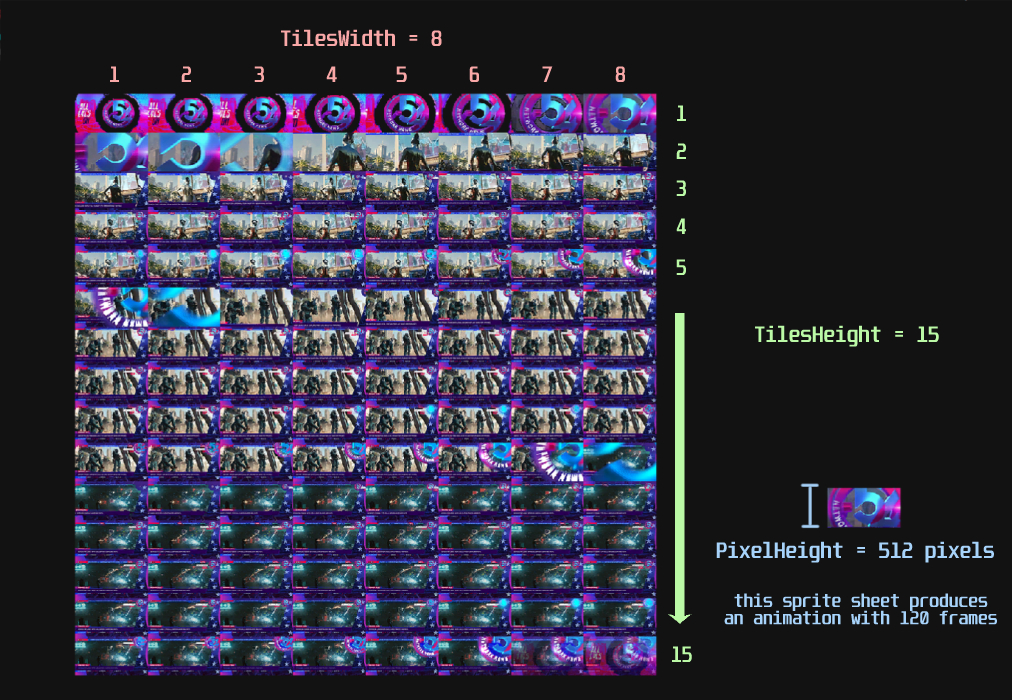 TilesWidth = 8
1 2 3 4 5 6 7 8
1
2
3
4
5
TilesHeight = 15
PixelHeight = 512 pixels
this sprite sheet produces
an animation with 120 frames
15